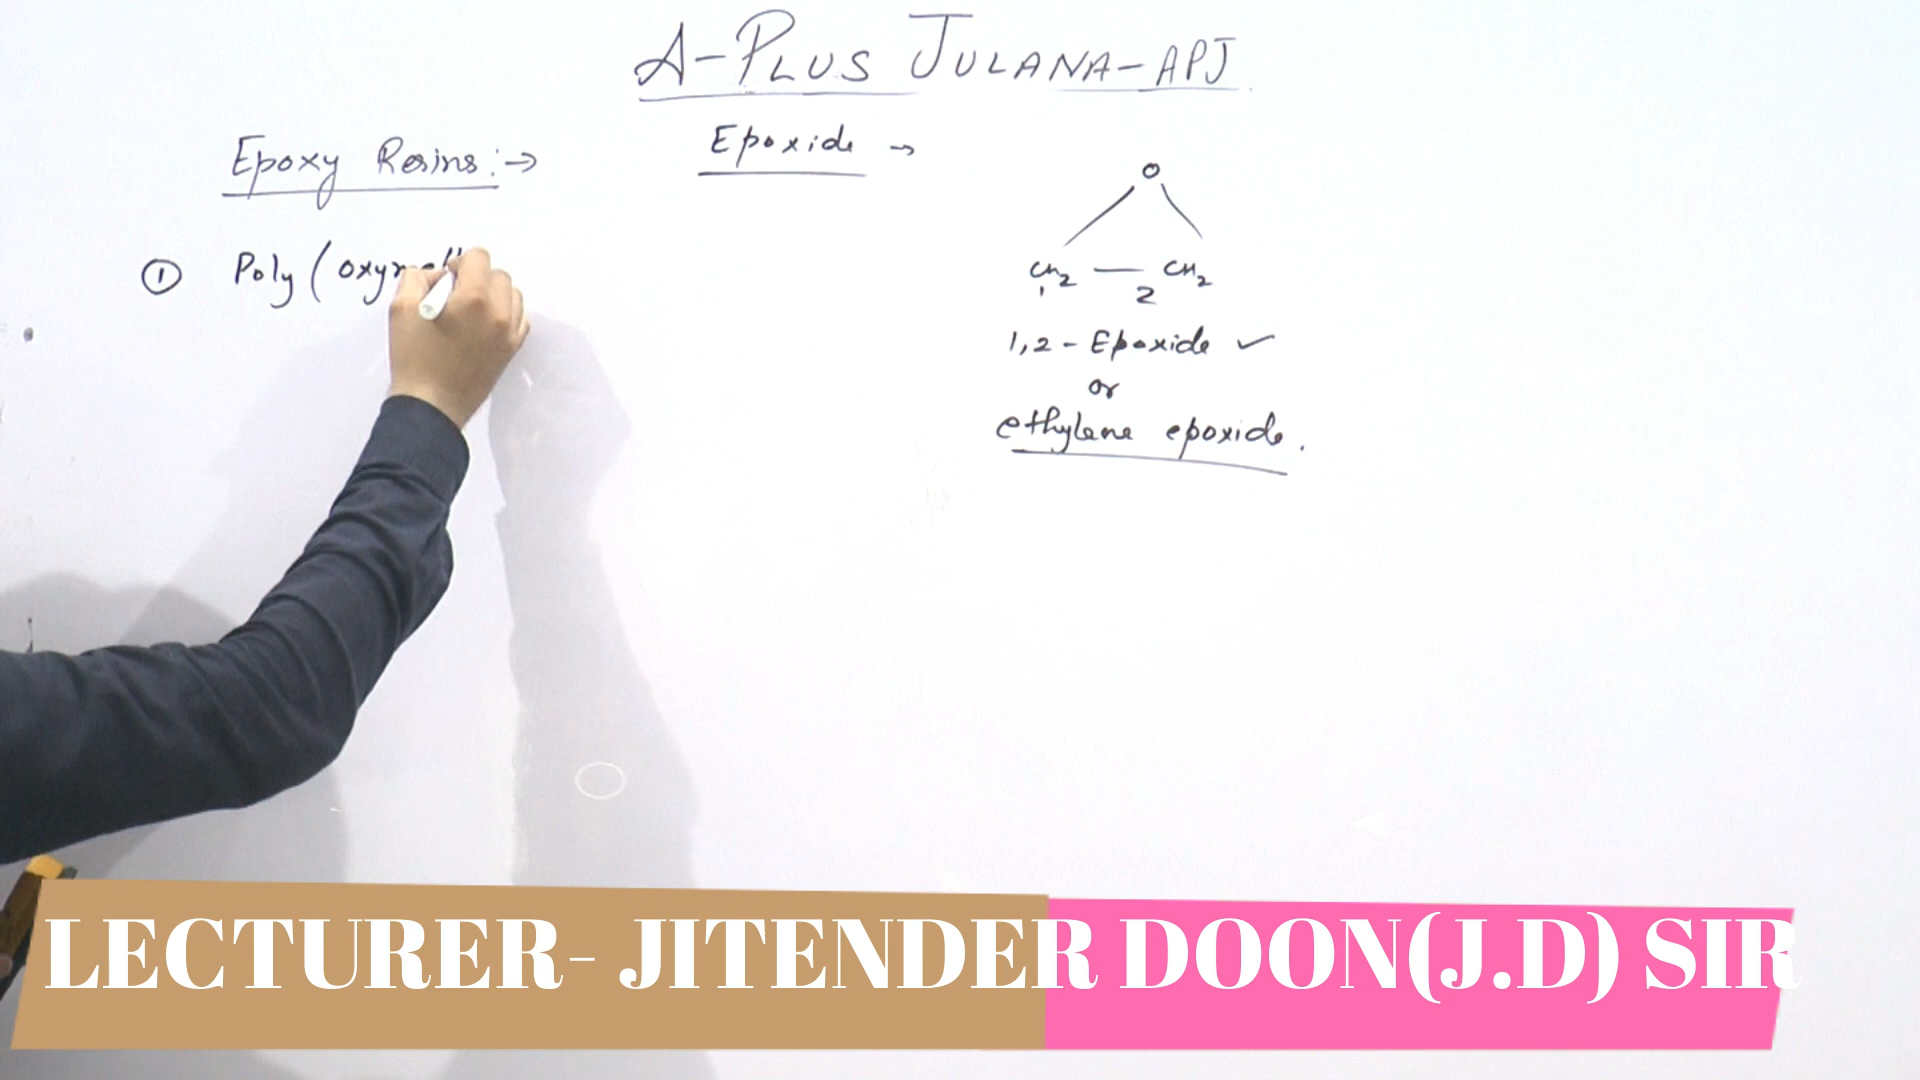 A-PLUS JULANA-APJ
Epoxy Resins:→
Epoxide →
O
CH2 — CH2
1 2
1,2-Epoxide ✓
or
ethylene epoxide.
① Poly (
LECTURER- JITENDER DOON(J.D) SIR